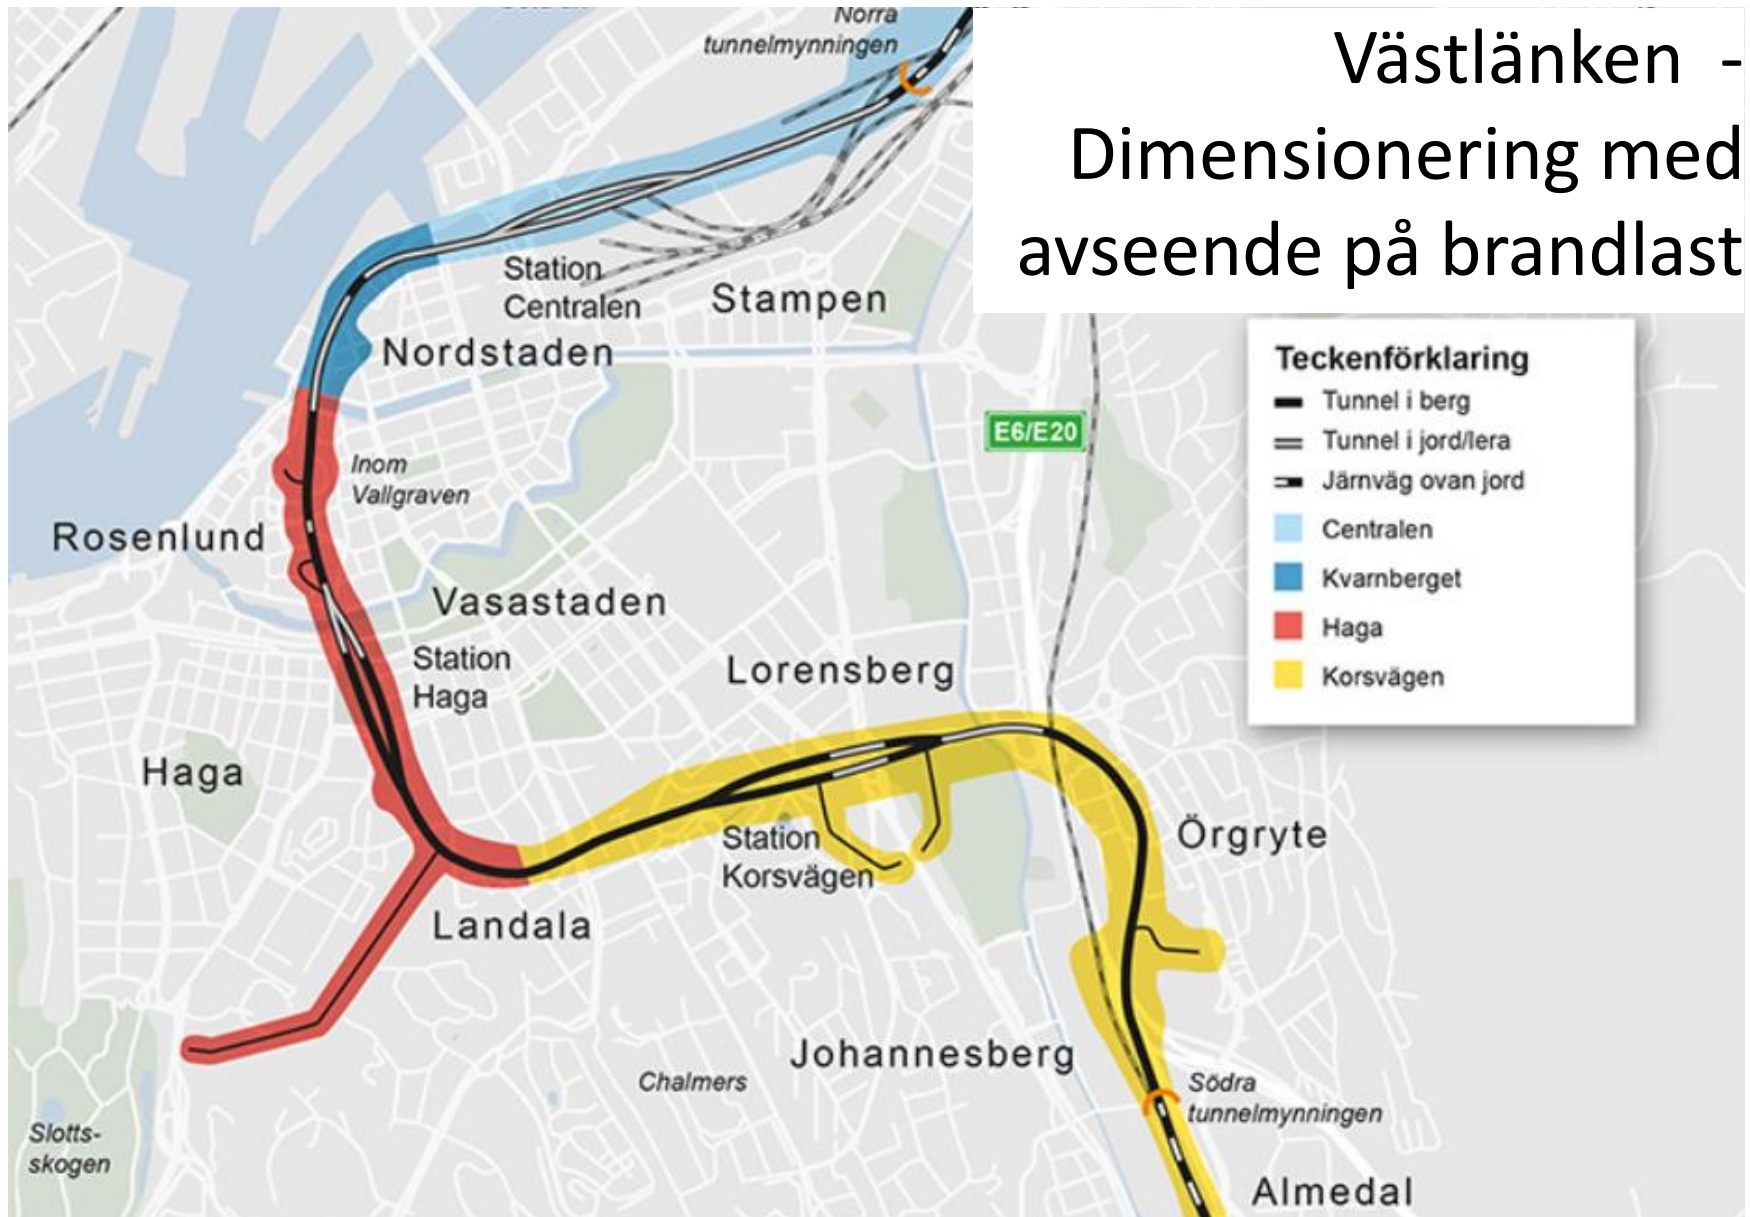 Norra
tunnelmynningen
Västlänken -
Dimensionering med
avseende på brandlast
Station
Centralen
Stampen
Nordstaden
Teckenförklaring
Tunnel i berg
Tunnel i jord/lera
Järnväg ovan jord
Centralen
Kvarnberget
Haga
Korsvägen
E6/E20
Inom
Vallgraven
Rosenlund
Vasastaden
Station
Haga
Lorensberg
Haga
Station
Korsvägen
Örgryte
Landala
Johannesberg
Chalmers
Södra
tunnelmynningen
Slotts-
skogen
Almedal